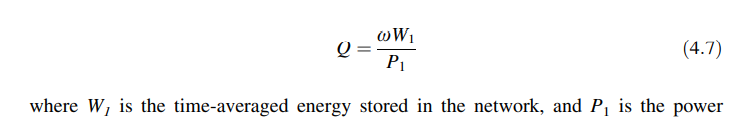 Q = ωW₁ / P₁ (4.7)
where W₁ is the time-averaged energy stored in the network, and P₁ is the power